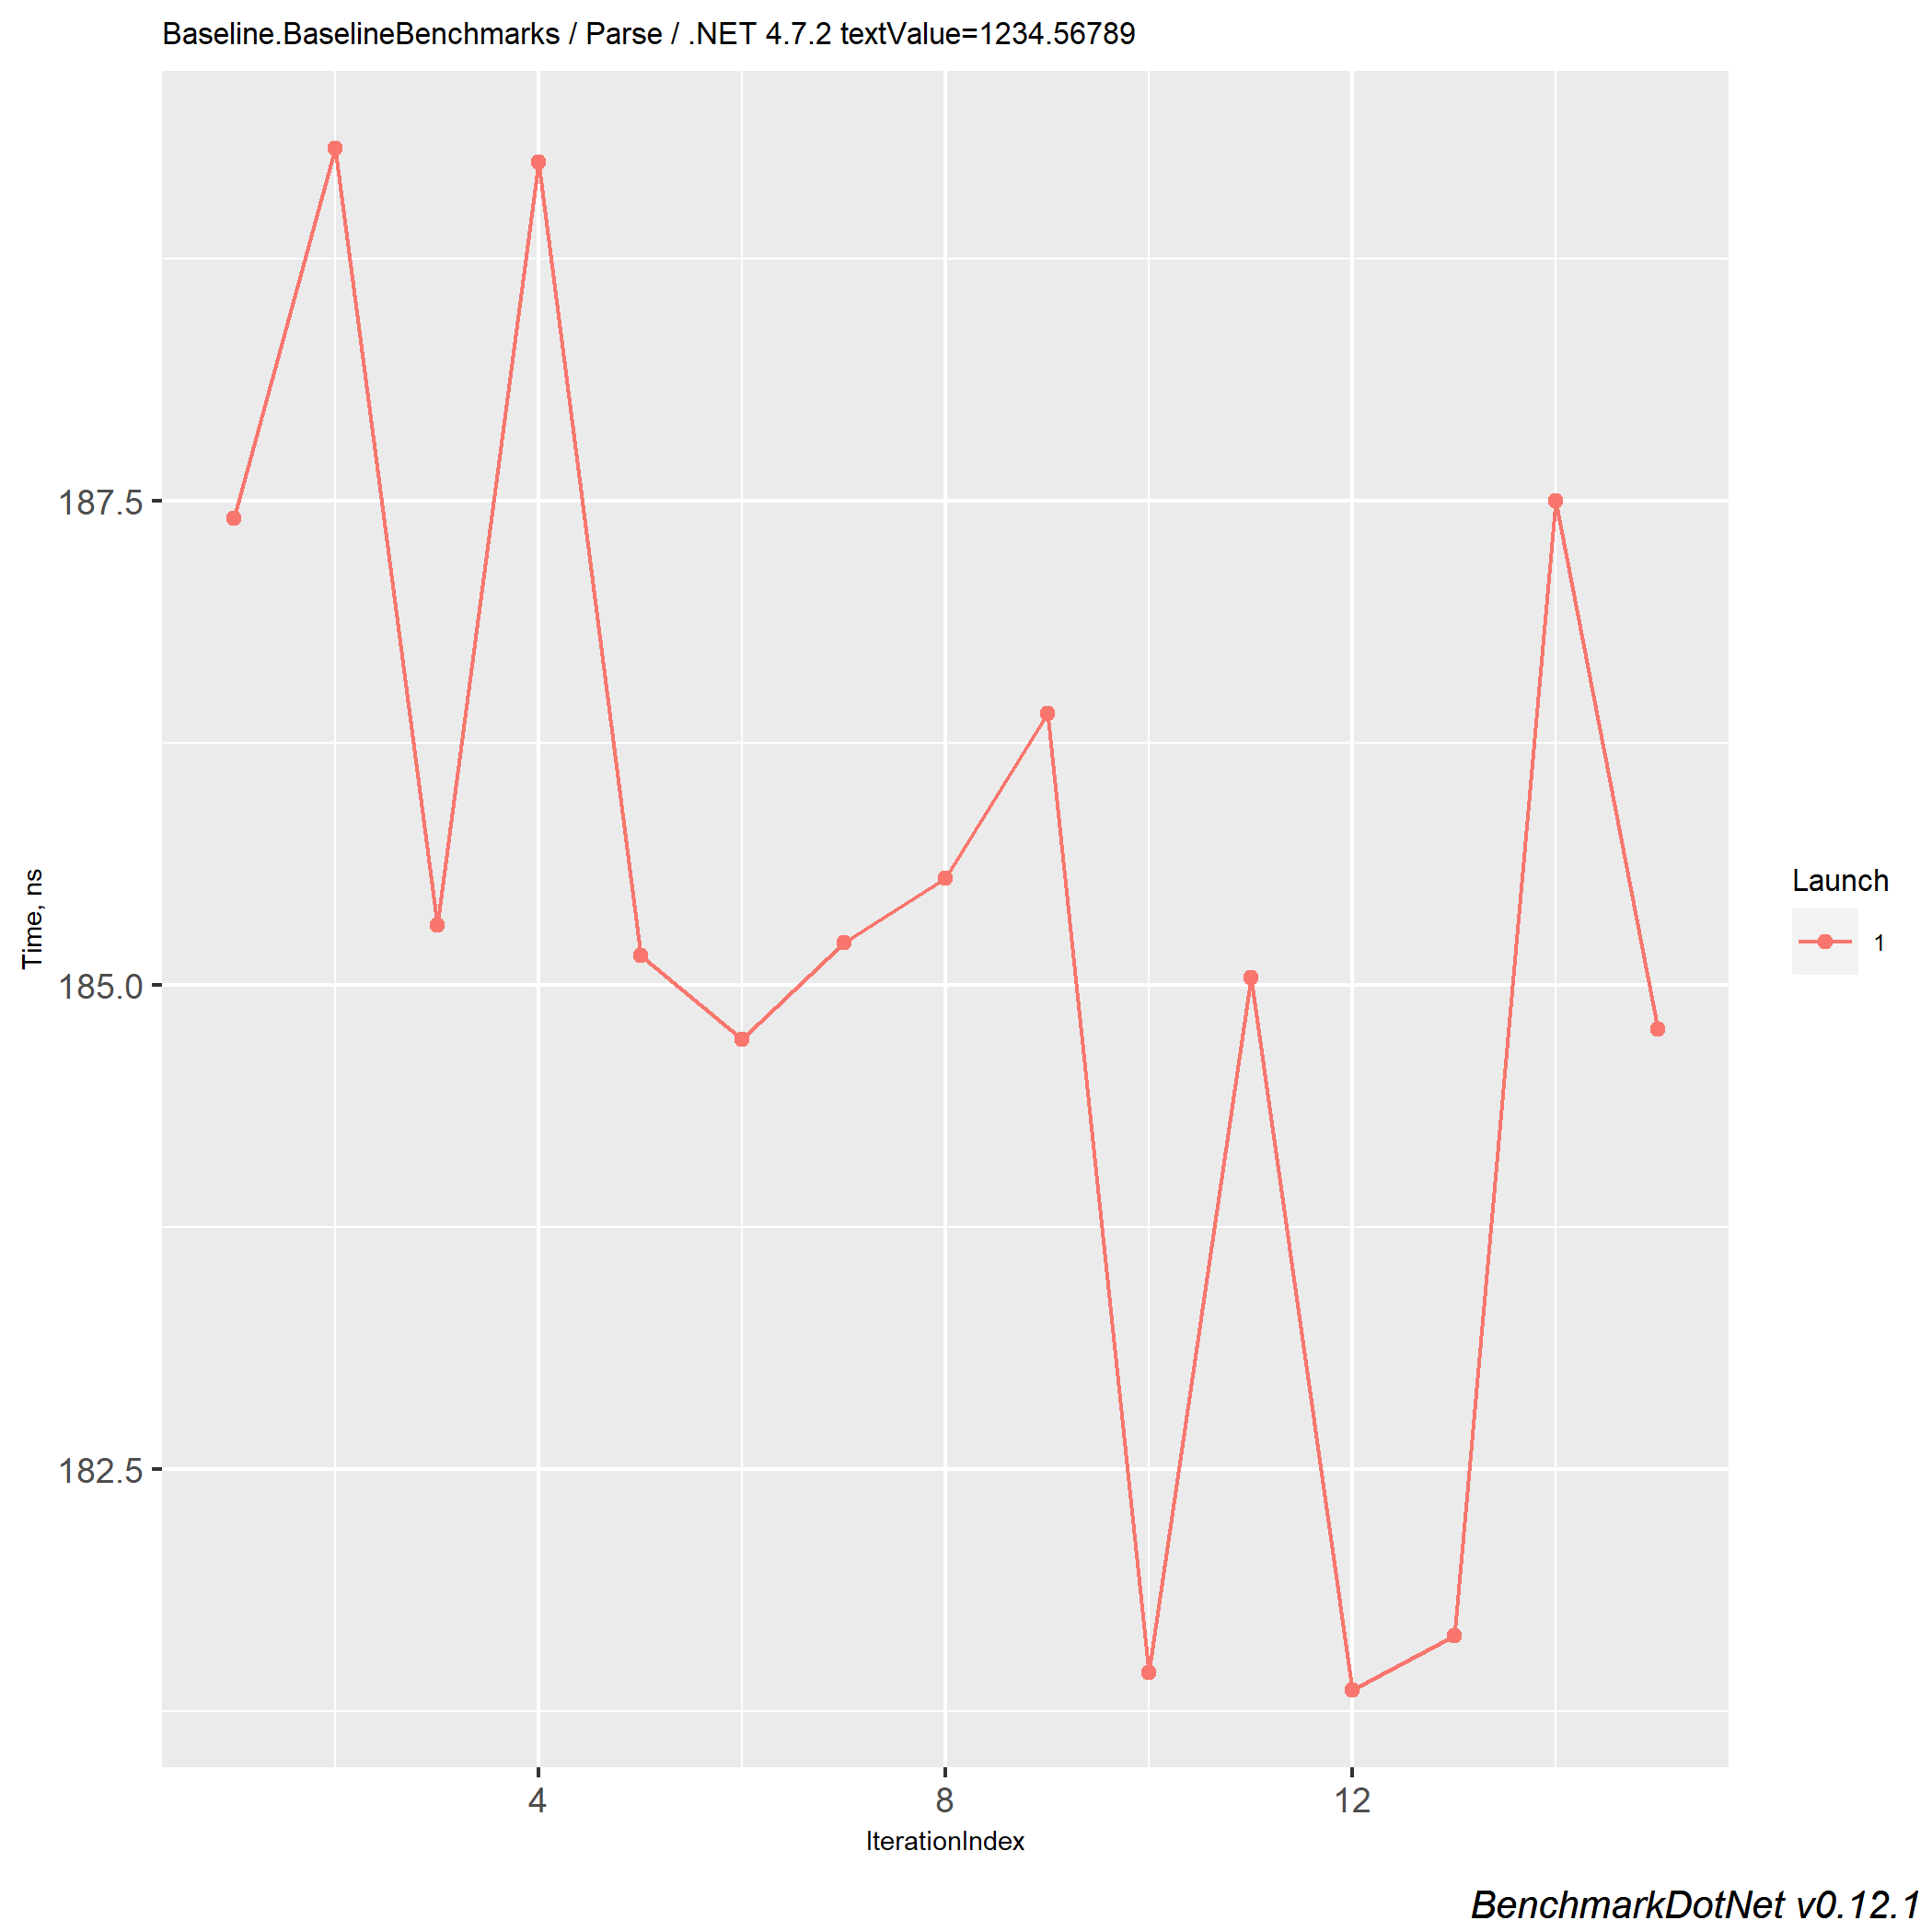 Baseline.BaselineBenchmarks / Parse / .NET 4.7.2 textValue=1234.56789
187.5
185.0
182.5
Time, ns
4
8
12
IterationIndex
Launch
1
BenchmarkDotNet v0.12.1